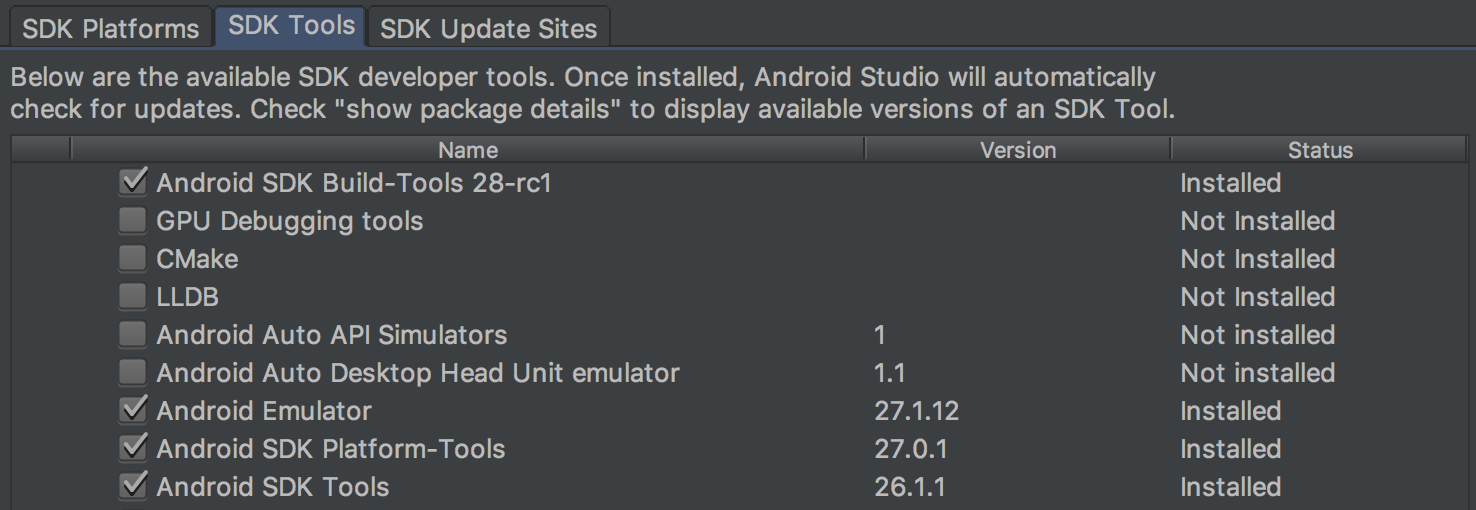 SDK Platforms SDK Tools SDK Update Sites
Below are the available SDK developer tools. Once installed, Android Studio will automatically
check for updates. Check "show package details" to display available versions of an SDK Tool.
Name Version Status
Android SDK Build-Tools 28-rc1 Installed
GPU Debugging tools Not Installed
CMake Not Installed
LLDB Not Installed
Android Auto API Simulators 1 Not installed
Android Auto Desktop Head Unit emulator 1.1 Not installed
Android Emulator 27.1.12 Installed
Android SDK Platform-Tools 27.0.1 Installed
Android SDK Tools 26.1.1 Installed